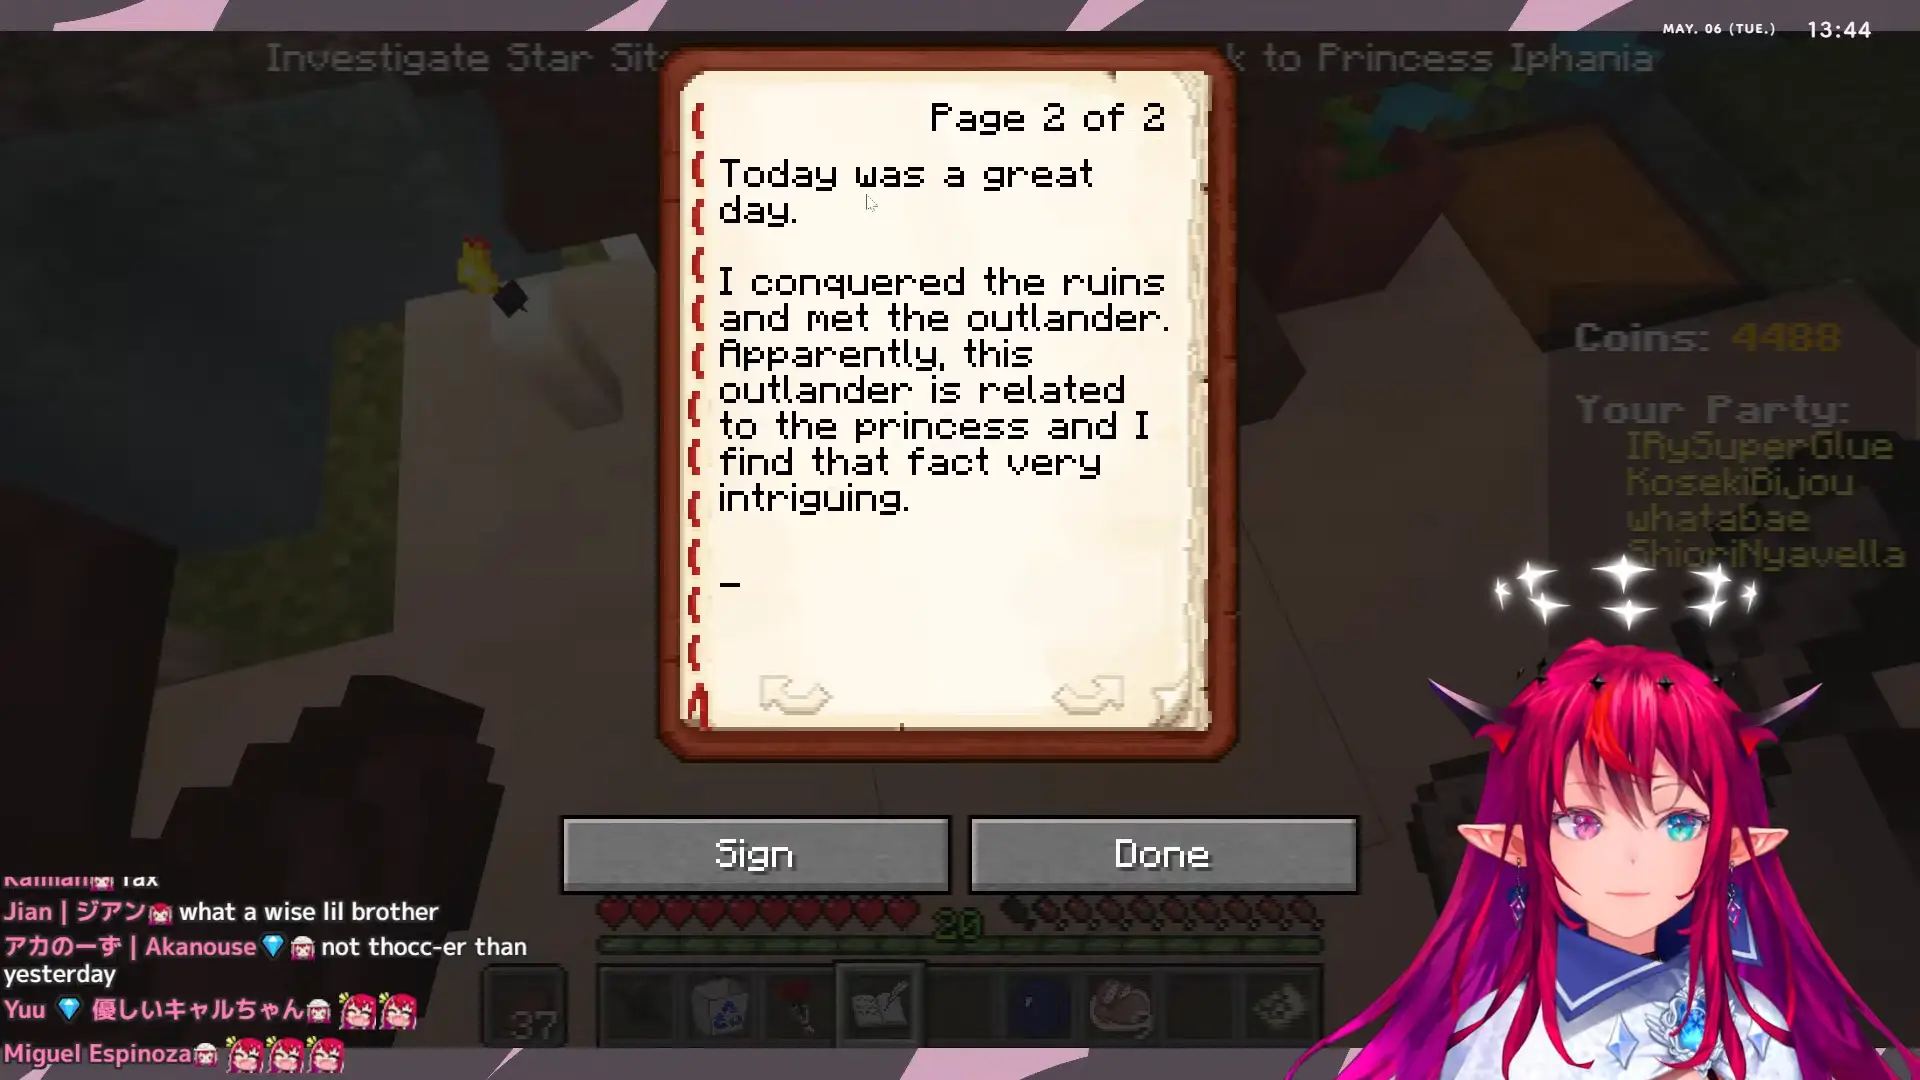 MAY. 06 (TUE.) 13:44
Investigate Star Sit
k to Princess Iphania
Page 2 of 2
Today was a great
day.
I conquered the ruins
and met the outlander.
Apparently, this
outlander is related
to the princess and I
find that fact very
intriguing.
_
Coins: 4488
Your Party:
IRySuperGlue
KosekiBijou
whatabae
ShioriNyavella
Sign
Done
20
37
Jian | ジアン what a wise lil brother
アカのーず | Akanouse not thocc-er than
yesterday
Yuu 優しいキャルちゃん
Miguel Espinoza